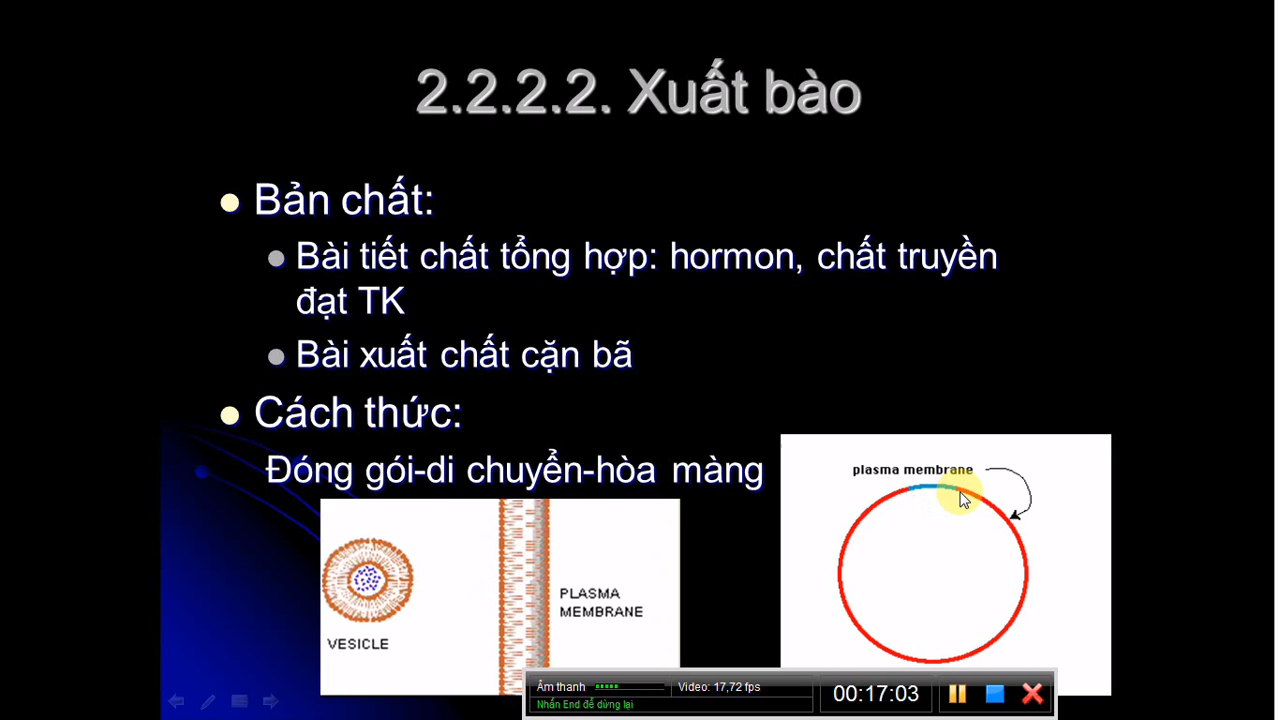 2.2.2.2. Xuất bào
Bản chất:
Bài tiết chất tổng hợp: hormon, chất truyền
đạt TK
Bài xuất chất cặn bã
Cách thức:
Đóng gói-di chuyển-hòa màng
plasma membrane
PLASMA
MEMBRANE
VESICLE
Âm thanh
Video: 17,72 fps
00:17:03
Nhấn End để dừng lại